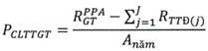 P_{CLTTGT} = \frac{R_{GT}^{PPA} - \sum_{j=1}^{J} R_{TTĐ(j)}}{A_{năm}}